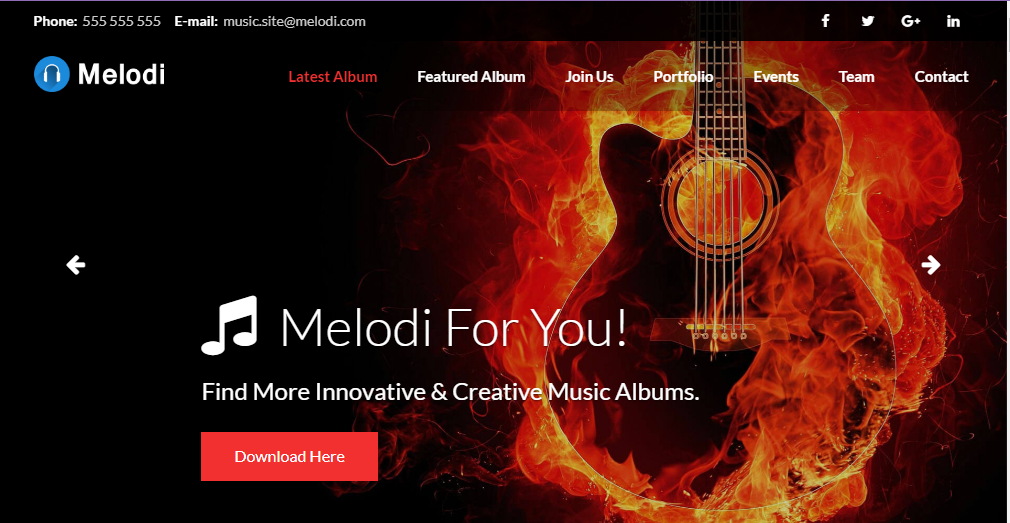 Phone: 555 555 555 E-mail: music.site@melodi.com
Melodi
Latest Album Featured Album Join Us Portfolio Events Team Contact
Melodi For You!
Find More Innovative & Creative Music Albums.
Download Here